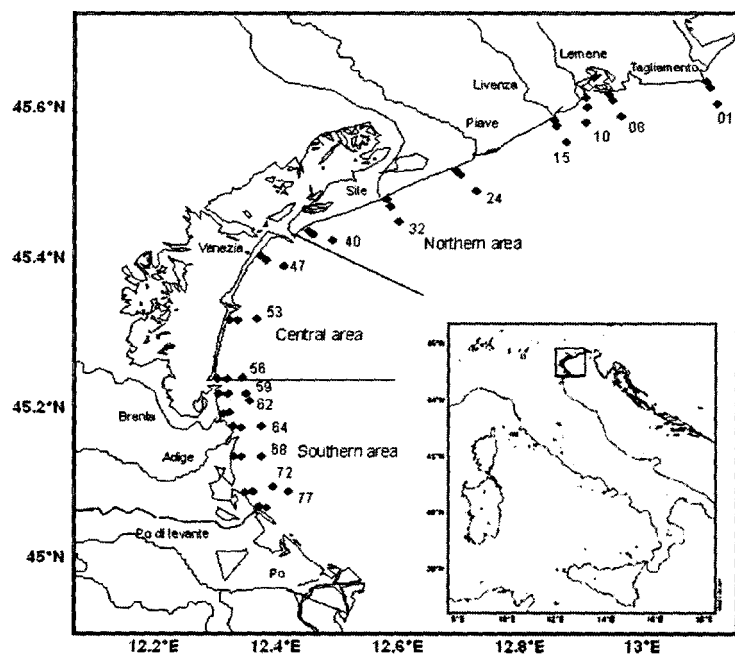 45.6°N
45.4°N
45.2°N
45°N
12.2°E
12.4°E
12.6°E
12.8°E
13°E
Lemene
Tagliamento
Livenza
Piave
01
08
10
15
24
Sile
32
40
Northern area
Venezia
47
53
Central area
56
59
62
Brenta
64
Southern area
Adige
68
72
77
Po di levante
Po